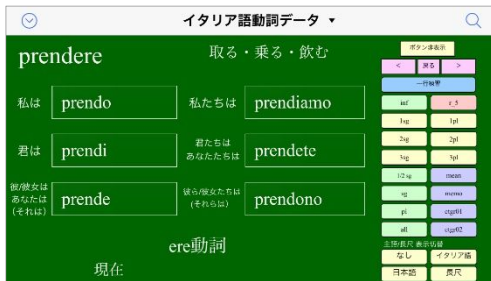 イタリア語動詞データ ▼
prendere 取る・乗る・飲む
私は prendo 私たちは prendiamo
君は prendi 君たちは あなたたちは prendete
彼/彼女は あなたは (それは) prende 彼ら/彼女たちは (それらは) prendono
ere動詞
現在
ボタン非表示
< 戻る >
inf r_5
1sg 1pl
2sg 2pl
3sg 3pl
1/2 sg mean
sg memo
pl ctgr01
all ctgr02
主語/長尺 表示切替
なし イタリア語
日本語 長尺